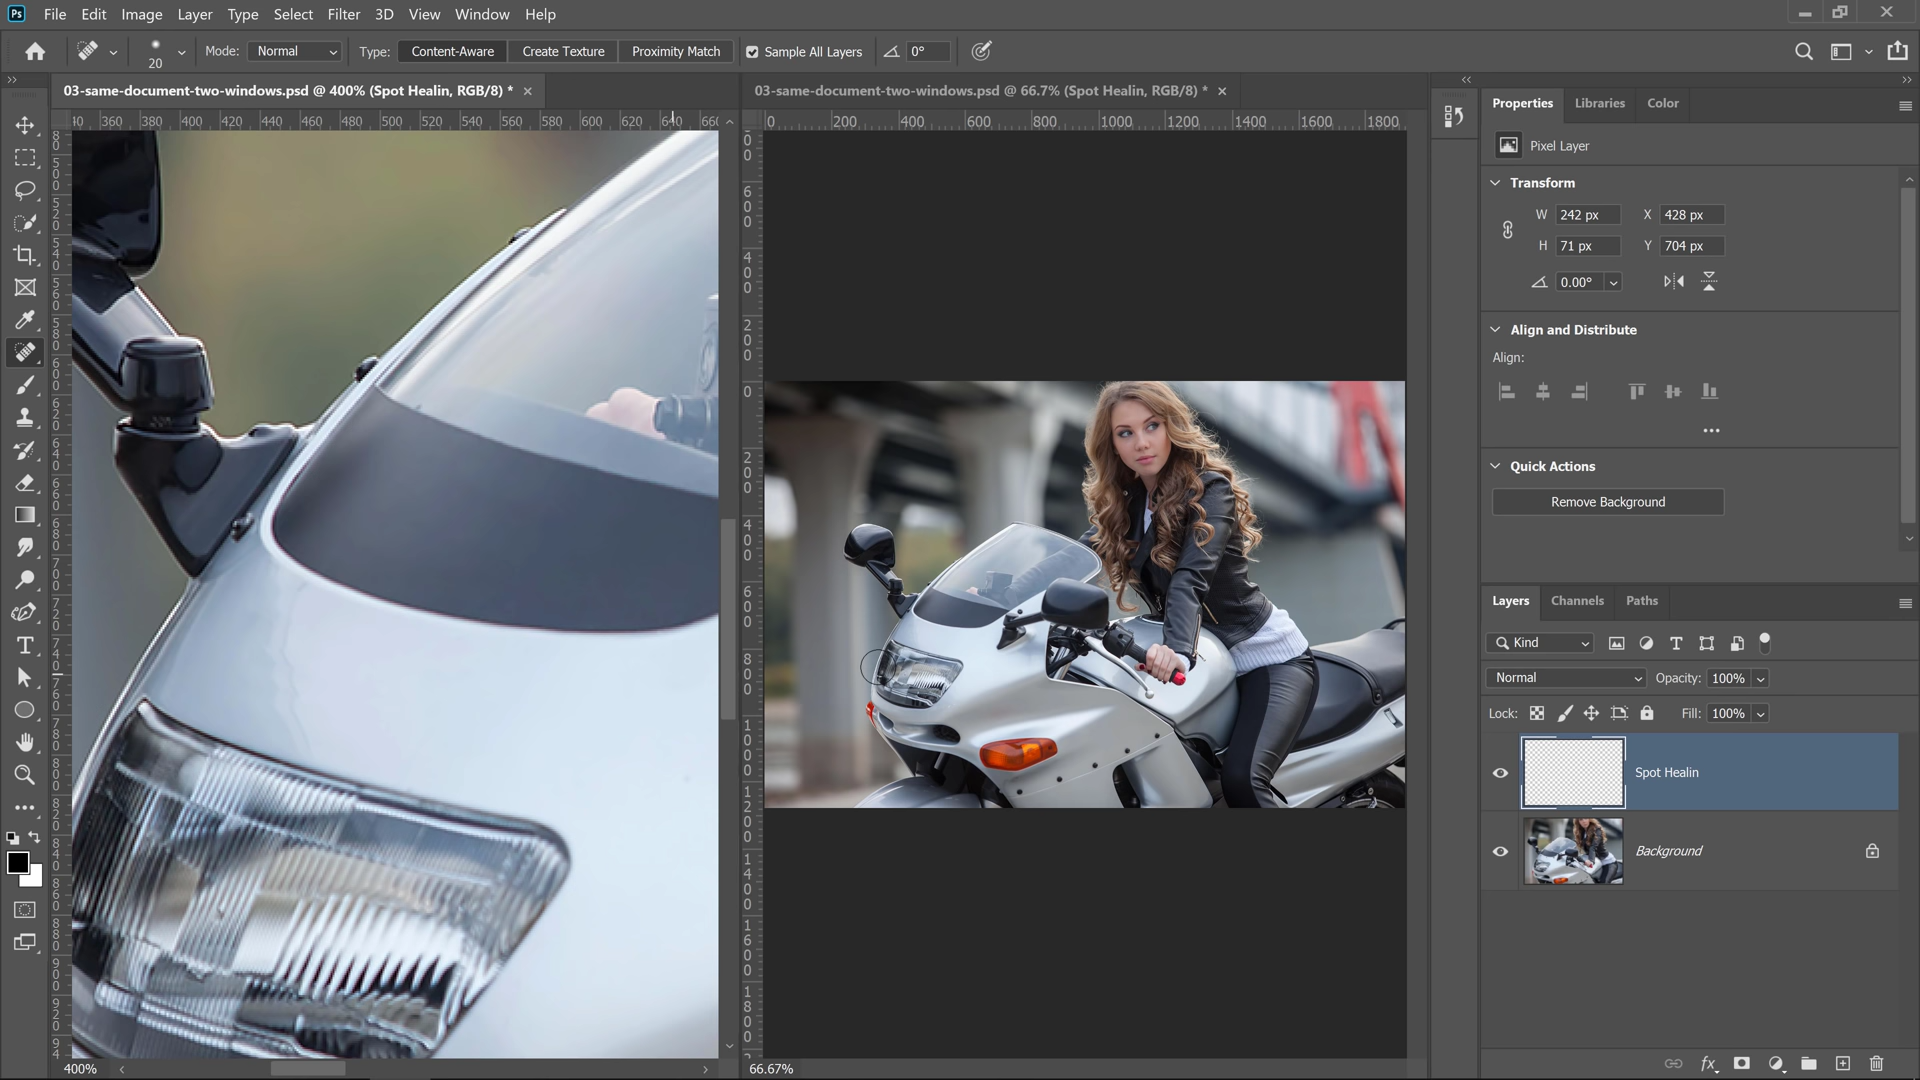 Ps File Edit Image Layer Type Select Filter 3D View Window Help
20 Mode: Normal Type: Content-Aware Create Texture Proximity Match Sample All Layers 0°
03-same-document-two-windows.psd @ 400% (Spot Healin, RGB/8) *
03-same-document-two-windows.psd @ 66.7% (Spot Healin, RGB/8) *
40 360 380 400 420 440 460 480 500 520 540 560 580 600 620 640 660
0 200 400 600 800 1000 1200 1400 1600 1800
Properties Libraries Color
Pixel Layer
Transform
W 242 px X 428 px
H 71 px Y 704 px
0.00°
Align and Distribute
Align:
Quick Actions
Remove Background
Layers Channels Paths
Kind
Normal Opacity: 100%
Lock: Fill: 100%
Spot Healin
Background
fx
400%
66.67%